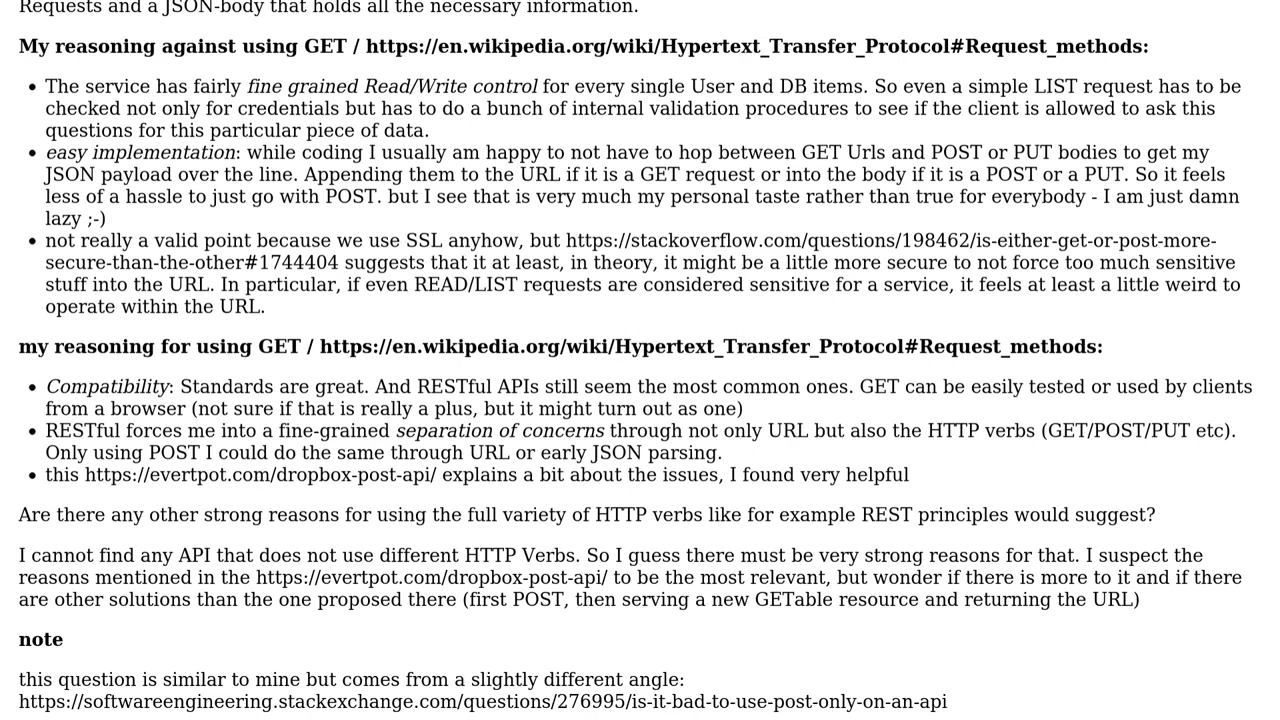 Requests and a JSON-body that holds all the necessary information.
My reasoning against using GET / https://en.wikipedia.org/wiki/Hypertext_Transfer_Protocol#Request_methods:
• The service has fairly fine grained Read/Write control for every single User and DB items. So even a simple LIST request has to be
checked not only for credentials but has to do a bunch of internal validation procedures to see if the client is allowed to ask this
questions for this particular piece of data.
• easy implementation: while coding I usually am happy to not have to hop between GET Urls and POST or PUT bodies to get my
JSON payload over the line. Appending them to the URL if it is a GET request or into the body if it is a POST or a PUT. So it feels
less of a hassle to just go with POST. but I see that is very much my personal taste rather than true for everybody - I am just damn
lazy ;-)
• not really a valid point because we use SSL anyhow, but https://stackoverflow.com/questions/198462/is-either-get-or-post-more-
secure-than-the-other#1744404 suggests that it at least, in theory, it might be a little more secure to not force too much sensitive
stuff into the URL. In particular, if even READ/LIST requests are considered sensitive for a service, it feels at least a little weird to
operate within the URL.
my reasoning for using GET / https://en.wikipedia.org/wiki/Hypertext_Transfer_Protocol#Request_methods:
• Compatibility: Standards are great. And RESTful APIs still seem the most common ones. GET can be easily tested or used by clients
from a browser (not sure if that is really a plus, but it might turn out as one)
• RESTful forces me into a fine-grained separation of concerns through not only URL but also the HTTP verbs (GET/POST/PUT etc).
Only using POST I could do the same through URL or early JSON parsing.
• this https://evertpot.com/dropbox-post-api/ explains a bit about the issues, I found very helpful
Are there any other strong reasons for using the full variety of HTTP verbs like for example REST principles would suggest?
I cannot find any API that does not use different HTTP Verbs. So I guess there must be very strong reasons for that. I suspect the
reasons mentioned in the https://evertpot.com/dropbox-post-api/ to be the most relevant, but wonder if there is more to it and if there
are other solutions than the one proposed there (first POST, then serving a new GETable resource and returning the URL)
note
this question is similar to mine but comes from a slightly different angle:
https://softwareengineering.stackexchange.com/questions/276995/is-it-bad-to-use-post-only-on-an-api